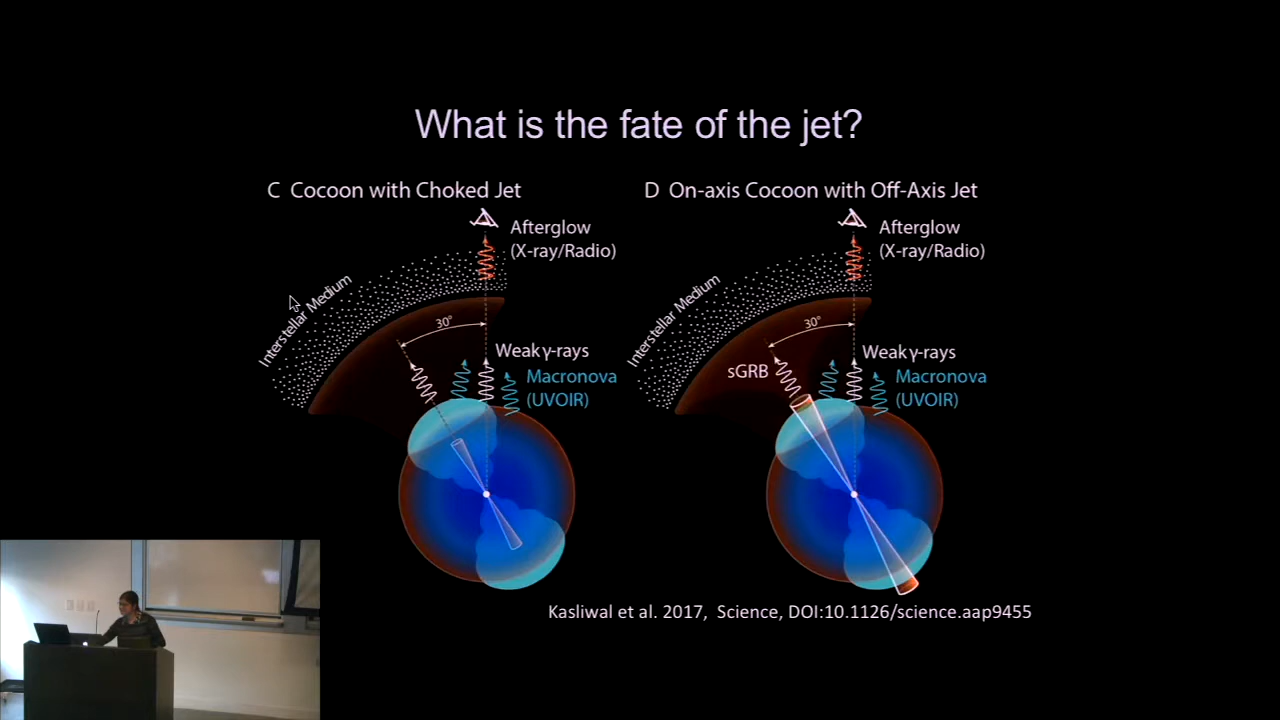 What is the fate of the jet?
C Cocoon with Choked Jet
Afterglow
(X-ray/Radio)
Interstellar Medium
30°
Weak γ-rays
Macronova
(UVOIR)
D On-axis Cocoon with Off-Axis Jet
Afterglow
(X-ray/Radio)
Interstellar Medium
30°
sGRB
Weak γ-rays
Macronova
(UVOIR)
Kasliwal et al. 2017, Science, DOI:10.1126/science.aap9455